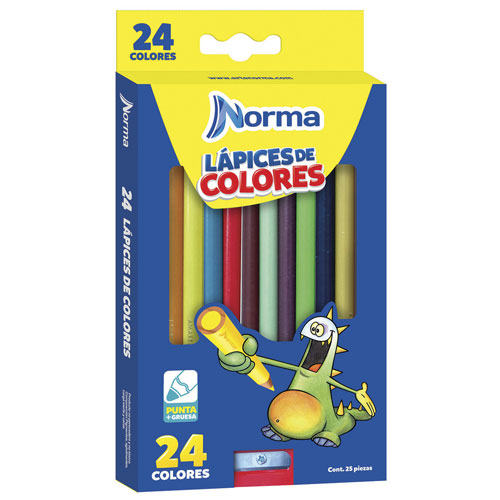 24
COLORES
Norma
LÁPICES DE
COLORES
Norma
24 LÁPICES DE COLORES
PUNTA
+GRUESA
24
COLORES
Cont. 25 piezas